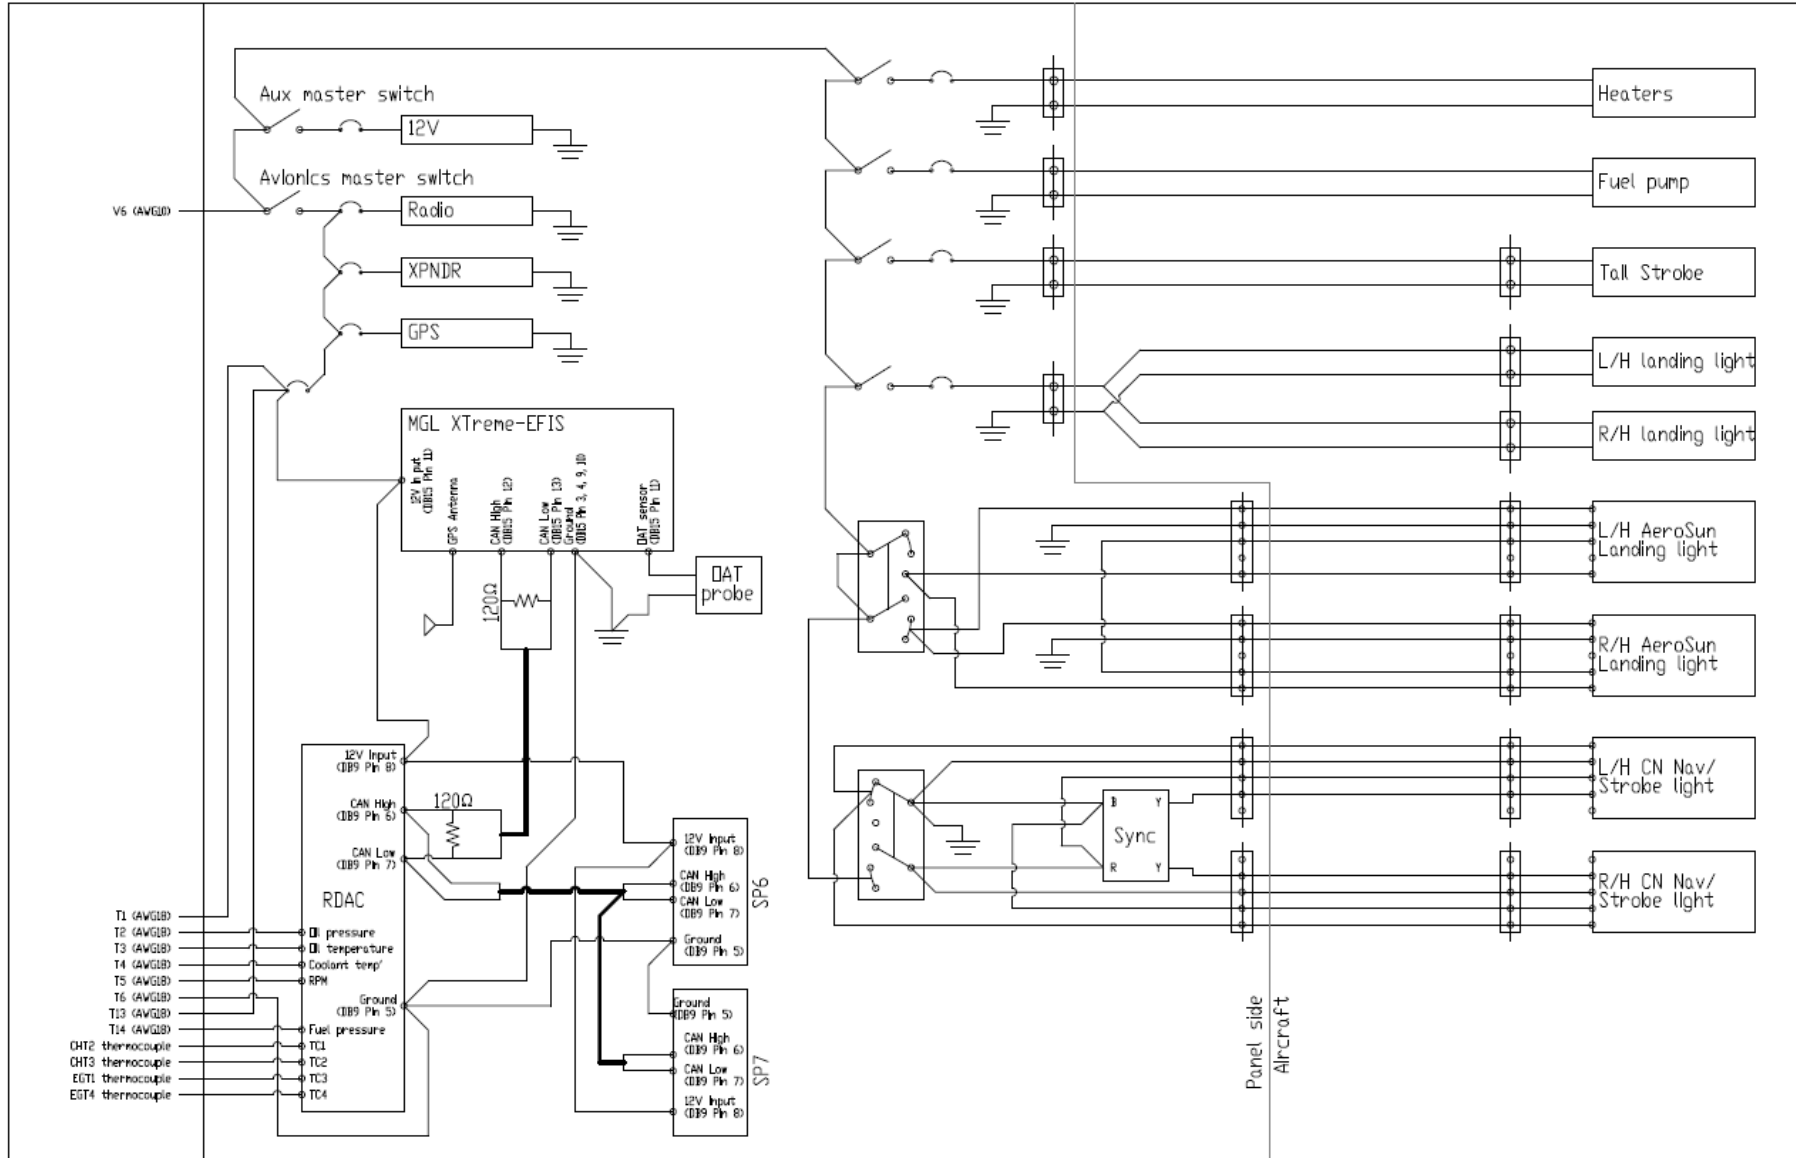 Aux master switch
12V
Avionics master switch
V6 (AWG10)
Radio
XPNDR
GPS
MGL XTreme-EFIS
12V Input
(DB15 Pin 11)
GPS Antenna
CAN High
(DB15 Pin 12)
CAN Low
(DB15 Pin 13)
Ground
(DB15 Pin 3, 4, 9, 10)
OAT sensor
(DB15 Pin 11)
120Ω
OAT
probe
12V Input
(DB9 Pin 8)
CAN High
(DB9 Pin 6)
120Ω
CAN Low
(DB9 Pin 7)
RDAC
T1 (AWG18)
T2 (AWG18)
T3 (AWG18)
T4 (AWG18)
T5 (AWG18)
T6 (AWG18)
T13 (AWG18)
T14 (AWG18)
CHT2 thermocouple
CHT3 thermocouple
EGT1 thermocouple
EGT4 thermocouple
Oil pressure
Oil temperature
Coolant temp'
RPM
Ground
(DB9 Pin 5)
Fuel pressure
TC1
TC2
TC3
TC4
12V Input
(DB9 Pin 8)
CAN High
(DB9 Pin 6)
CAN Low
(DB9 Pin 7)
Ground
(DB9 Pin 5)
SP6
Ground
(DB9 Pin 5)
CAN High
(DB9 Pin 6)
CAN Low
(DB9 Pin 7)
12V Input
(DB9 Pin 8)
SP7
Heaters
Fuel pump
Tail Strobe
L/H landing light
R/H landing light
L/H AeroSun
Landing light
R/H AeroSun
Landing light
L/H CN Nav/
Strobe light
R/H CN Nav/
Strobe light
B Y
Sync
R Y
Panel side
Aircraft